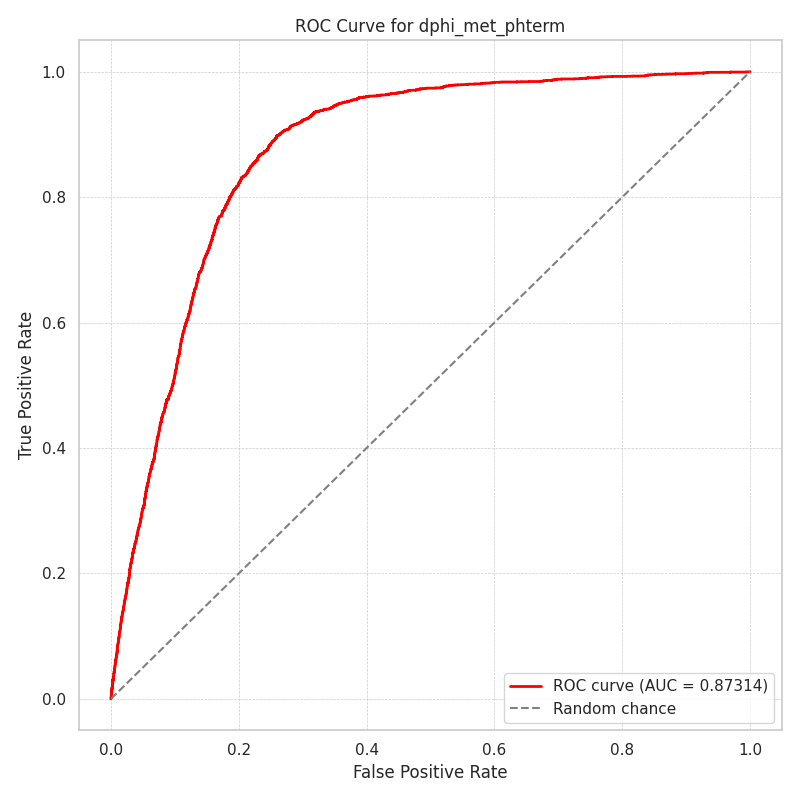 ROC Curve for dphi_met_phterm
True Positive Rate
1.0
0.8
0.6
0.4
0.2
0.0
ROC curve (AUC = 0.87314)
Random chance
0.0 0.2 0.4 0.6 0.8 1.0
False Positive Rate